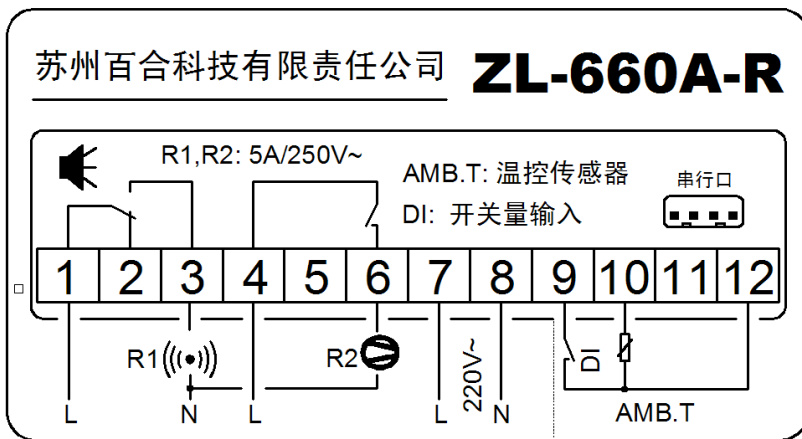 苏州百合科技有限责任公司 ZL-660A-R
R1,R2: 5A/250V~
AMB.T: 温控传感器
串行口
DI: 开关量输入
1 2 3 4 5 6 7 8 9 10 11 12
R1
R2
220V~
DI
L N L L N
AMB.T